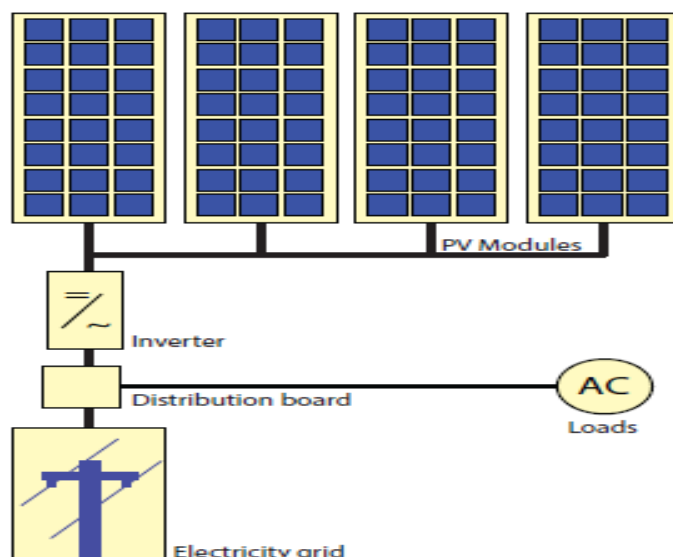 PV Modules
Inverter
Distribution board
AC
Loads
Electricity grid